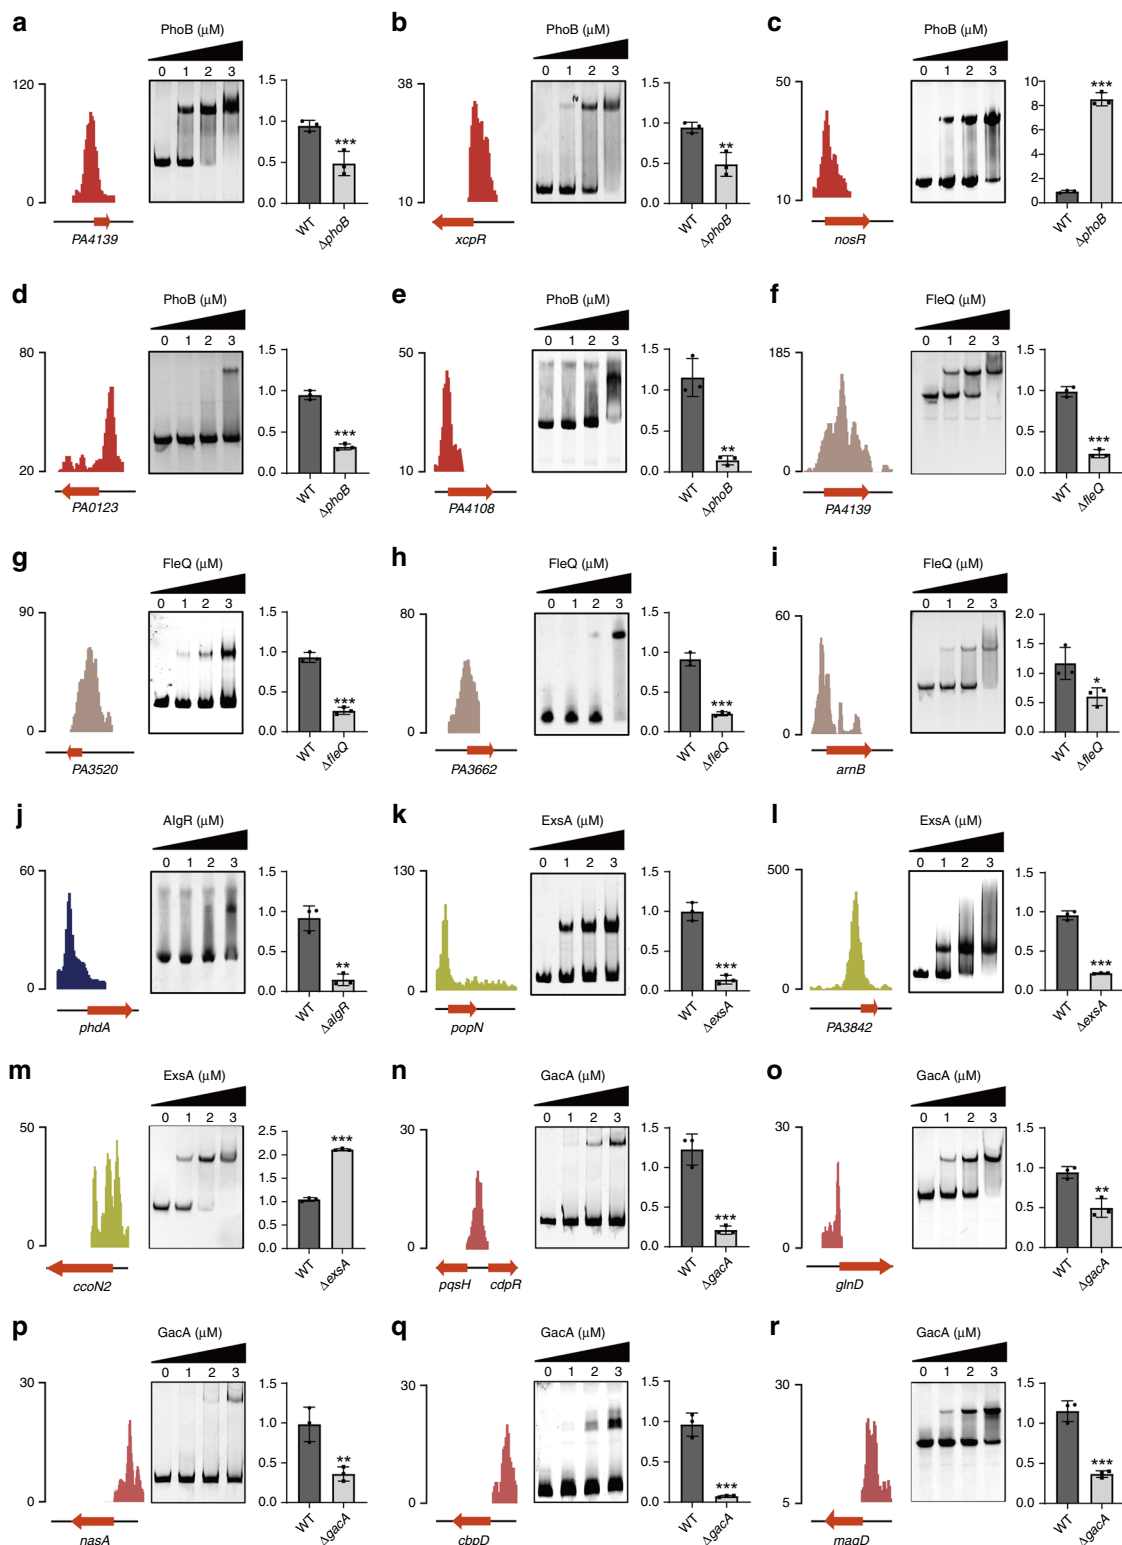 a
PhoB (μM)
0 1 2 3
120
0
PA4139
1.5
1.0
0.5
0.0
***
WT
ΔphoB
b
PhoB (μM)
0 1 2 3
38
10
xcpR
1.5
1.0
0.5
0.0
**
WT
ΔphoB
c
PhoB (μM)
0 1 2 3
50
10
nosR
10
8
6
4
2
0
***
WT
ΔphoB
d
PhoB (μM)
0 1 2 3
80
20
PA0123
1.5
1.0
0.5
0.0
***
WT
ΔphoB
e
PhoB (μM)
0 1 2 3
50
10
PA4108
1.5
1.0
0.5
0.0
**
WT
ΔphoB
f
FleQ (μM)
0 1 2 3
185
0
PA4139
1.5
1.0
0.5
0.0
***
WT
ΔfleQ
g
FleQ (μM)
0 1 2 3
90
0
PA3520
1.5
1.0
0.5
0.0
***
WT
ΔfleQ
h
FleQ (μM)
0 1 2 3
80
0
PA3662
1.5
1.0
0.5
0.0
***
WT
ΔfleQ
i
FleQ (μM)
0 1 2 3
60
0
arnB
2.0
1.5
1.0
0.5
0.0
*
WT
ΔfleQ
j
AlgR (μM)
0 1 2 3
60
0
phdA
1.5
1.0
0.5
0.0
**
WT
ΔalgR
k
ExsA (μM)
0 1 2 3
130
0
popN
1.5
1.0
0.5
0.0
***
WT
ΔexsA
l
ExsA (μM)
0 1 2 3
500
0
PA3842
1.5
1.0
0.5
0.0
***
WT
ΔexsA
m
ExsA (μM)
0 1 2 3
50
0
ccoN2
2.5
2.0
1.5
1.0
0.5
0.0
***
WT
ΔexsA
n
GacA (μM)
0 1 2 3
30
0
pqsH cdpR
1.5
1.0
0.5
0.0
***
WT
ΔgacA
o
GacA (μM)
0 1 2 3
30
0
glnD
1.5
1.0
0.5
0.0
**
WT
ΔgacA
p
GacA (μM)
0 1 2 3
30
0
nasA
1.5
1.0
0.5
0.0
**
WT
ΔgacA
q
GacA (μM)
0 1 2 3
30
0
cbpD
1.5
1.0
0.5
0.0
***
WT
ΔgacA
r
GacA (μM)
0 1 2 3
30
5
magD
1.5
1.0
0.5
0.0
***
WT
ΔgacA